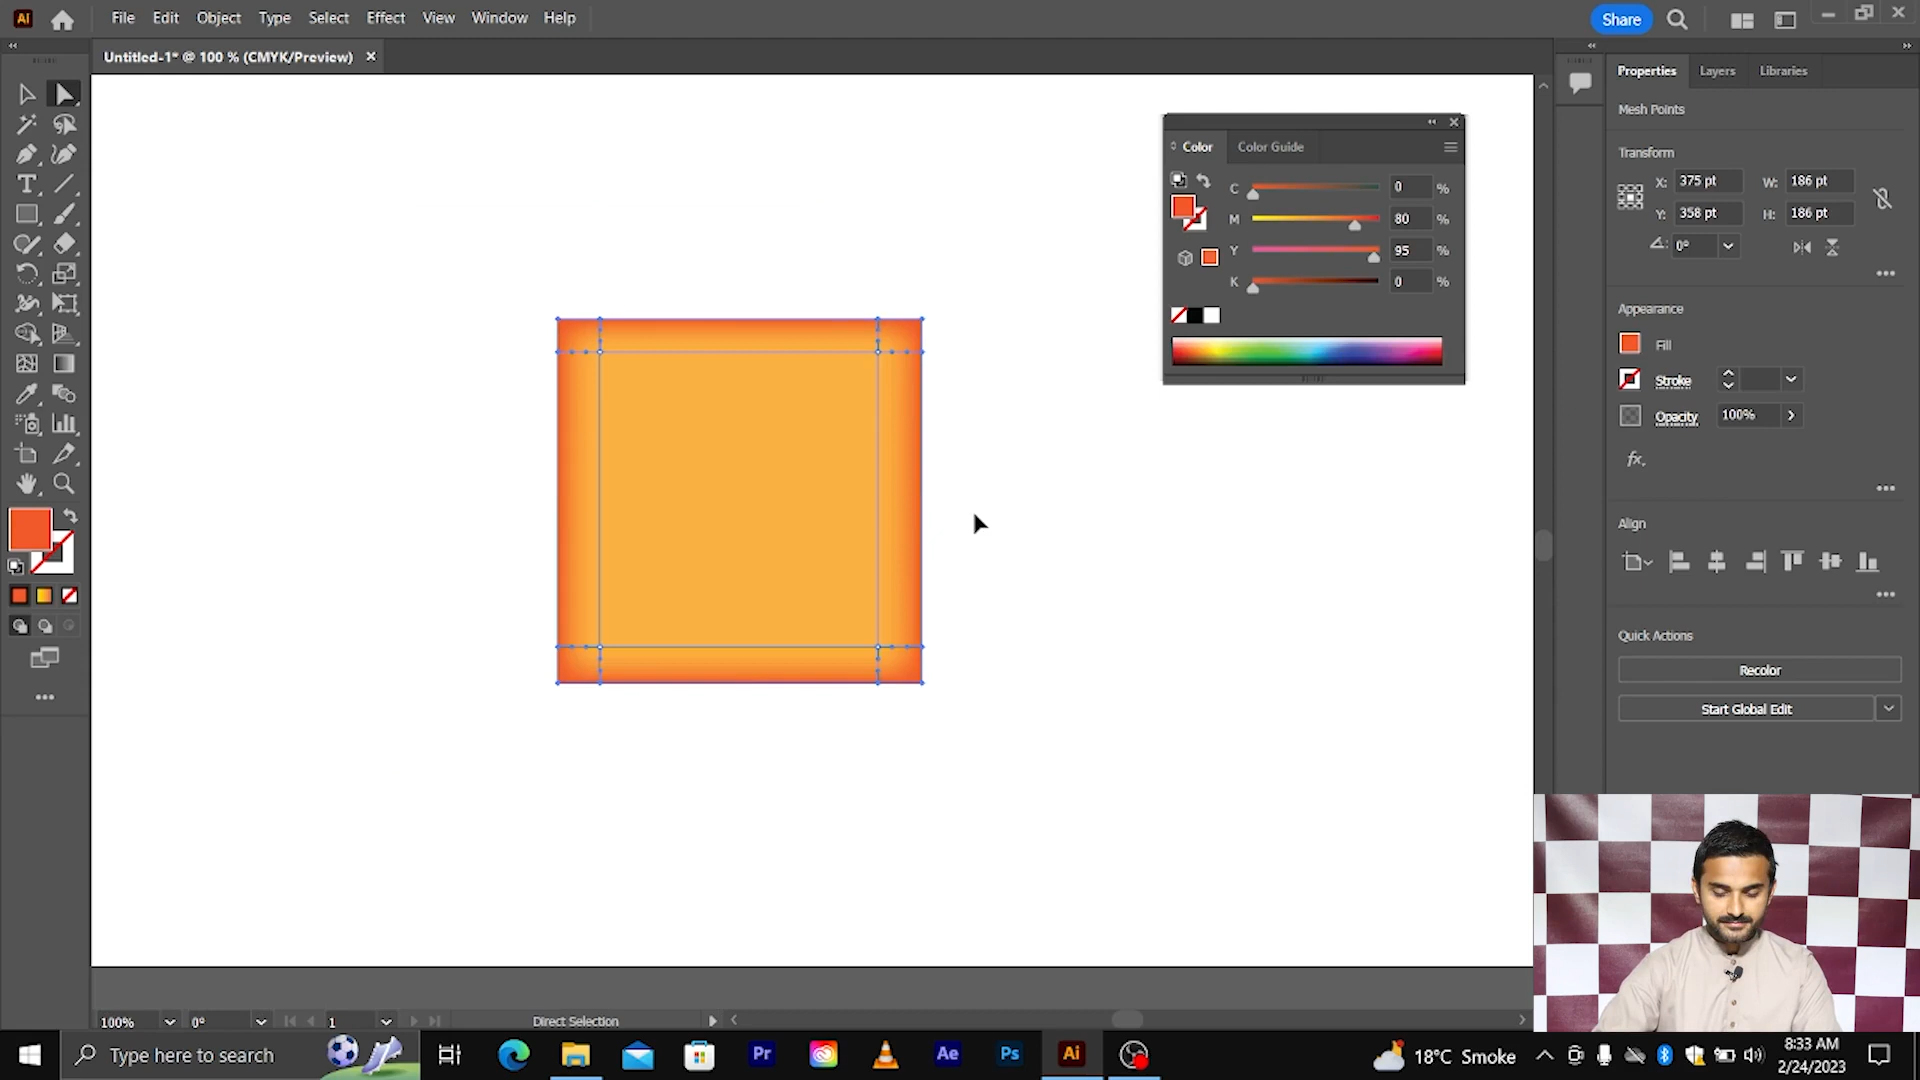 Ai File Edit Object Type Select Effect View Window Help Share
Untitled-1* @ 100 % (CMYK/Preview)
Properties Layers Libraries
Mesh Points
Transform
X: 375 pt W: 186 pt
Y: 358 pt H: 186 pt
0°
Appearance
Fill
Stroke
Opacity 100%
fx.
Align
Quick Actions
Recolor
Start Global Edit
Color Color Guide
C 0 %
M 80 %
Y 95 %
K 0 %
100% 0° 1 Direct Selection
Type here to search Pr Ae Ps Ai 18°C Smoke 8:33 AM
2/24/2023